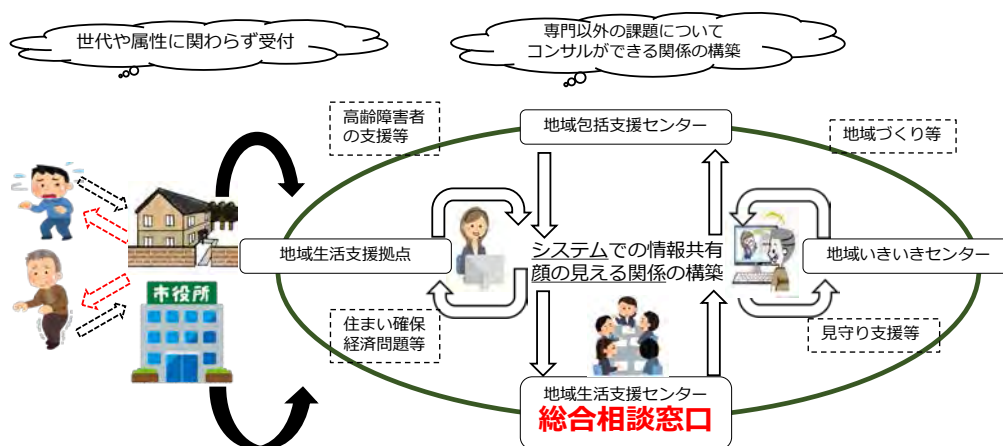 世代や属性に関わらず受付
専門以外の課題について
コンサルができる関係の構築
高齢障害者
の支援等
地域包括支援センター
地域づくり等
地域生活支援拠点
システムでの情報共有
顔の見える関係の構築
地域いきいきセンター
市役所
住まい確保
経済問題等
見守り支援等
地域生活支援センター
総合相談窓口